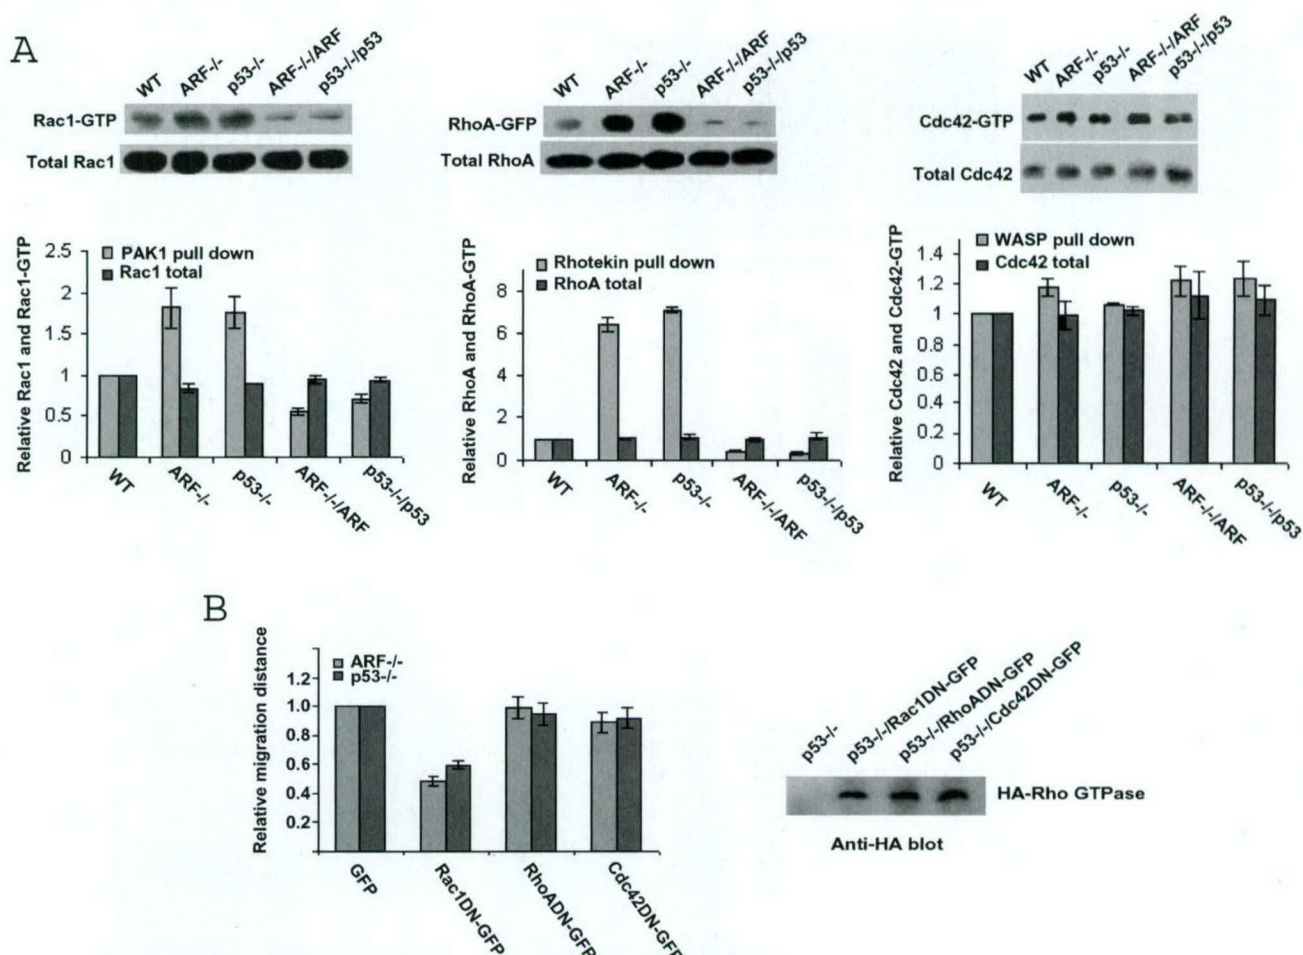 A
WT ARF-/- p53-/- ARF-/-/ARF p53-/-/p53
Rac1-GTP
Total Rac1
WT ARF-/- p53-/- ARF-/-/ARF p53-/-/p53
RhoA-GFP
Total RhoA
WT ARF-/- p53-/- ARF-/-/ARF p53-/-/p53
Cdc42-GTP
Total Cdc42
Relative Rac1 and Rac1-GTP
PAK1 pull down
Rac1 total
2.5
2
1.5
1
0.5
0
WT ARF-/- p53-/- ARF-/-/ARF p53-/-/p53
Relative RhoA and RhoA-GTP
Rhotekin pull down
RhoA total
8
6
4
2
0
WT ARF-/- p53-/- ARF-/-/ARF p53-/-/p53
Relative Cdc42 and Cdc42-GTP
WASP pull down
Cdc42 total
1.4
1.2
1
0.8
0.6
0.4
0.2
0
WT ARF-/- p53-/- ARF-/-/ARF p53-/-/p53
B
Relative migration distance
ARF-/-
p53-/-
1.2
1.0
0.8
0.6
0.4
0.2
GFP Rac1DN-GFP RhoADN-GFP Cdc42DN-GFP
p53-/- p53-/-/Rac1DN-GFP p53-/-/RhoADN-GFP p53-/-/Cdc42DN-GFP
HA-Rho GTPase
Anti-HA blot